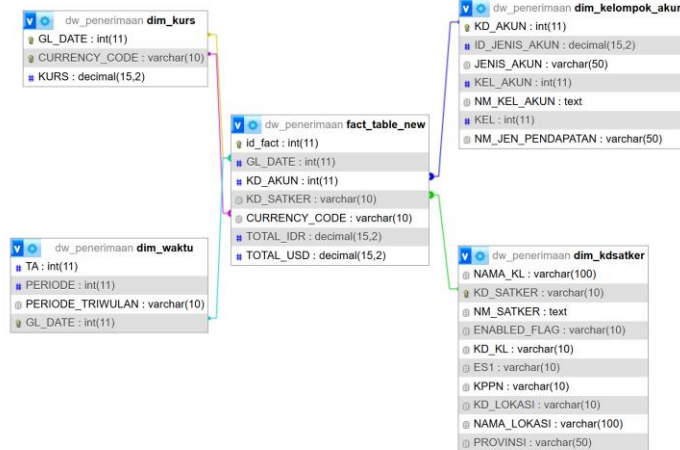 dw_penerimaan dim_kurs
GL_DATE : int(11)
CURRENCY_CODE : varchar(10)
# KURS : decimal(15,2)
dw_penerimaan dim_kelompok_akun
KD_AKUN : int(11)
# ID_JENIS_AKUN : decimal(15,2)
JENIS_AKUN : varchar(50)
# KEL_AKUN : int(11)
NM_KEL_AKUN : text
# KEL : int(11)
NM_JEN_PENDAPATAN : varchar(50)
dw_penerimaan fact_table_new
id_fact : int(11)
# GL_DATE : int(11)
# KD_AKUN : int(11)
KD_SATKER : varchar(10)
CURRENCY_CODE : varchar(10)
# TOTAL_IDR : decimal(15,2)
# TOTAL_USD : decimal(15,2)
dw_penerimaan dim_waktu
# TA : int(11)
# PERIODE : int(11)
PERIODE_TRIWULAN : varchar(10)
GL_DATE : int(11)
dw_penerimaan dim_kdsatker
NAMA_KL : varchar(100)
KD_SATKER : varchar(10)
NM_SATKER : text
ENABLED_FLAG : varchar(10)
KD_KL : varchar(10)
ES1 : varchar(10)
KPPN : varchar(10)
KD_LOKASI : varchar(10)
NAMA_LOKASI : varchar(100)
PROVINSI : varchar(50)